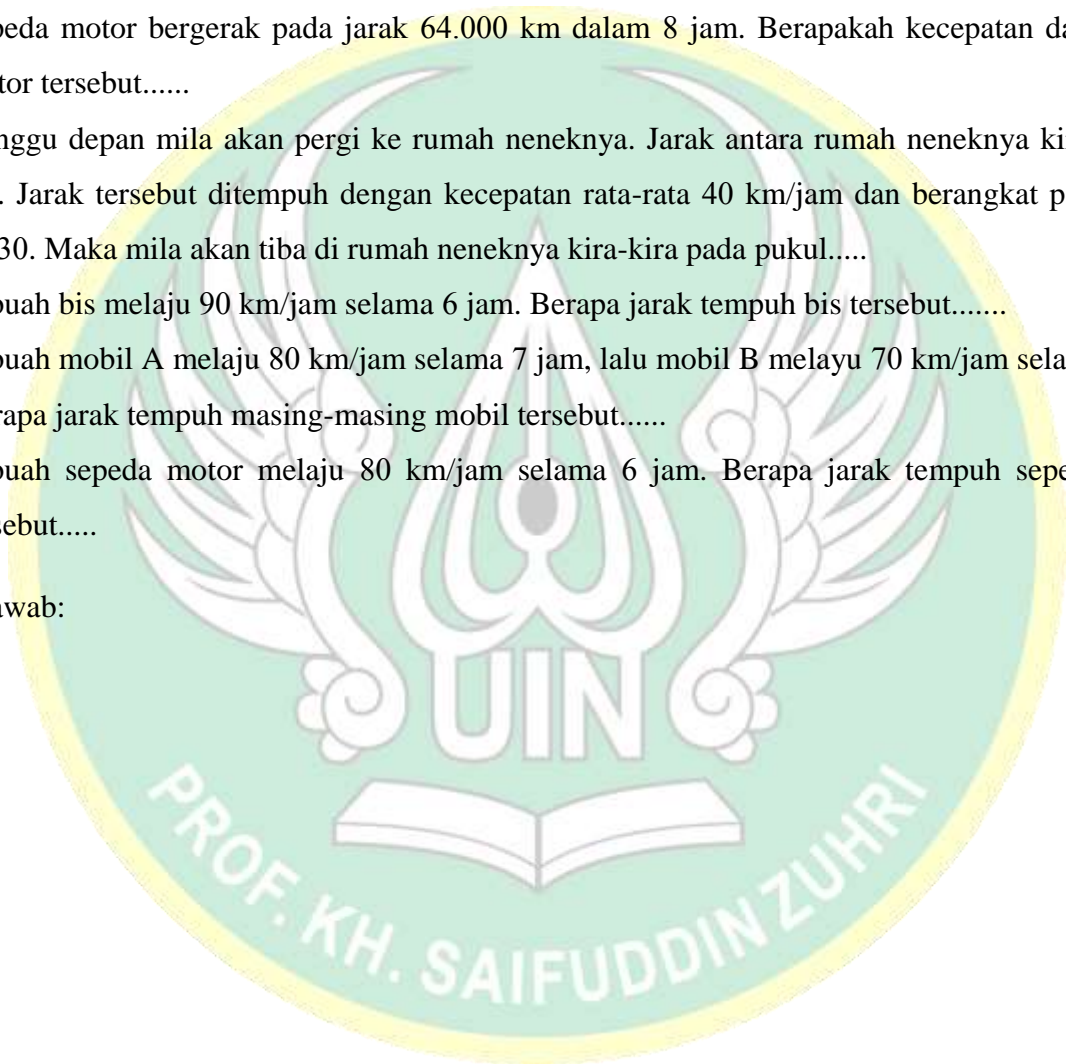 peda motor bergerak pada jarak 64.000 km dalam 8 jam. Berapakah kecepatan da
tor tersebut......
nggu depan mila akan pergi ke rumah neneknya. Jarak antara rumah neneknya kir
. Jarak tersebut ditempuh dengan kecepatan rata-rata 40 km/jam dan berangkat p
30. Maka mila akan tiba di rumah neneknya kira-kira pada pukul.....
buah bis melaju 90 km/jam selama 6 jam. Berapa jarak tempuh bis tersebut.......
buah mobil A melaju 80 km/jam selama 7 jam, lalu mobil B melayu 70 km/jam sela
rapa jarak tempuh masing-masing mobil tersebut......
buah sepeda motor melaju 80 km/jam selama 6 jam. Berapa jarak tempuh sepe
sebut.....
awab:
UIN
PROF. KH. SAIFUDDIN ZUHRI